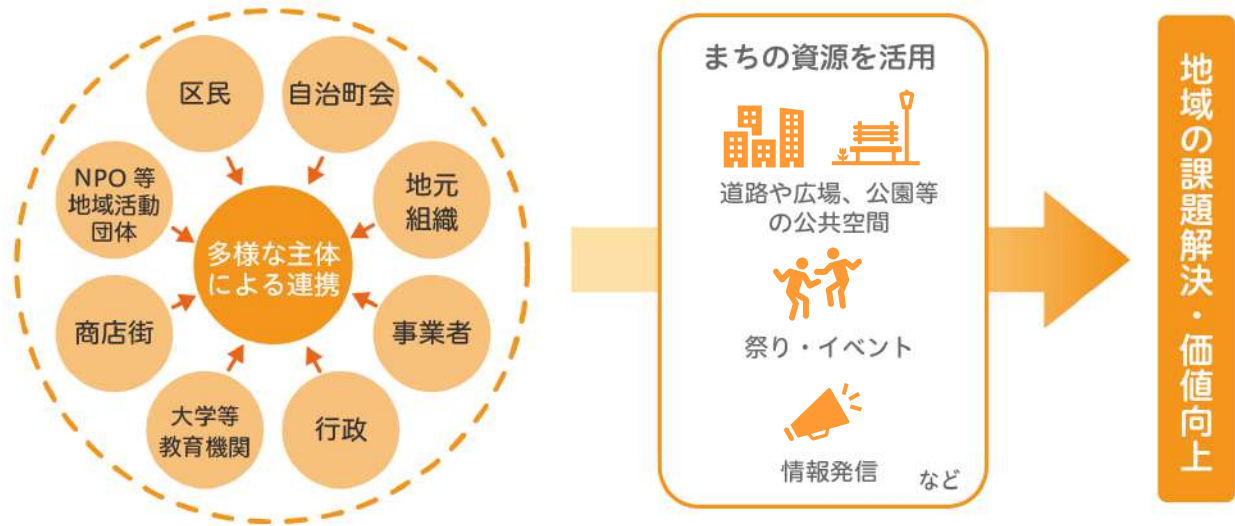 区民
自治町会
NPO 等
地域活動
団体
地元
組織
多様な主体
による連携
商店街
事業者
大学等
教育機関
行政
まちの資源を活用
道路や広場、公園等
の公共空間
祭り・イベント
情報発信
など
地域の課題解決・価値向上